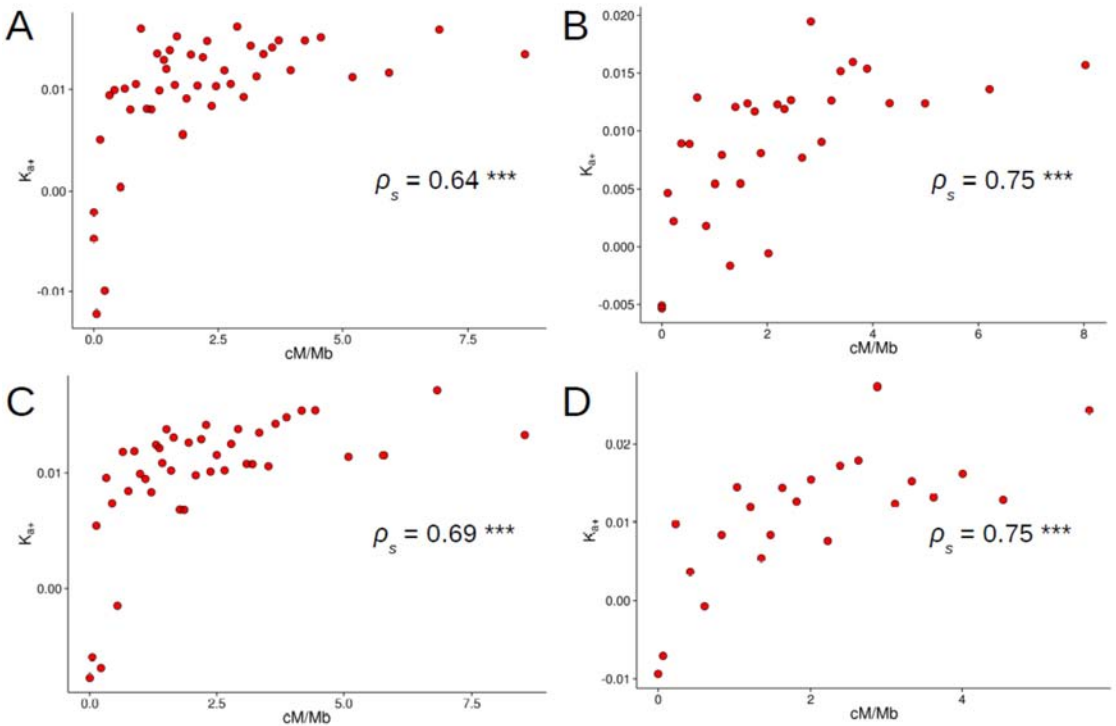 A
0.01
0.00
-0.01
Ka+
ρs = 0.64 ***
0.0 2.5 5.0 7.5
cM/Mb
B
0.020
0.015
0.010
0.005
0.000
-0.005
Ka+
ρs = 0.75 ***
0 2 4 6 8
cM/Mb
C
0.01
0.00
Ka+
ρs = 0.69 ***
0.0 2.5 5.0 7.5
cM/Mb
D
0.02
0.01
0.00
-0.01
Ka+
ρs = 0.75 ***
0 2 4
cM/Mb